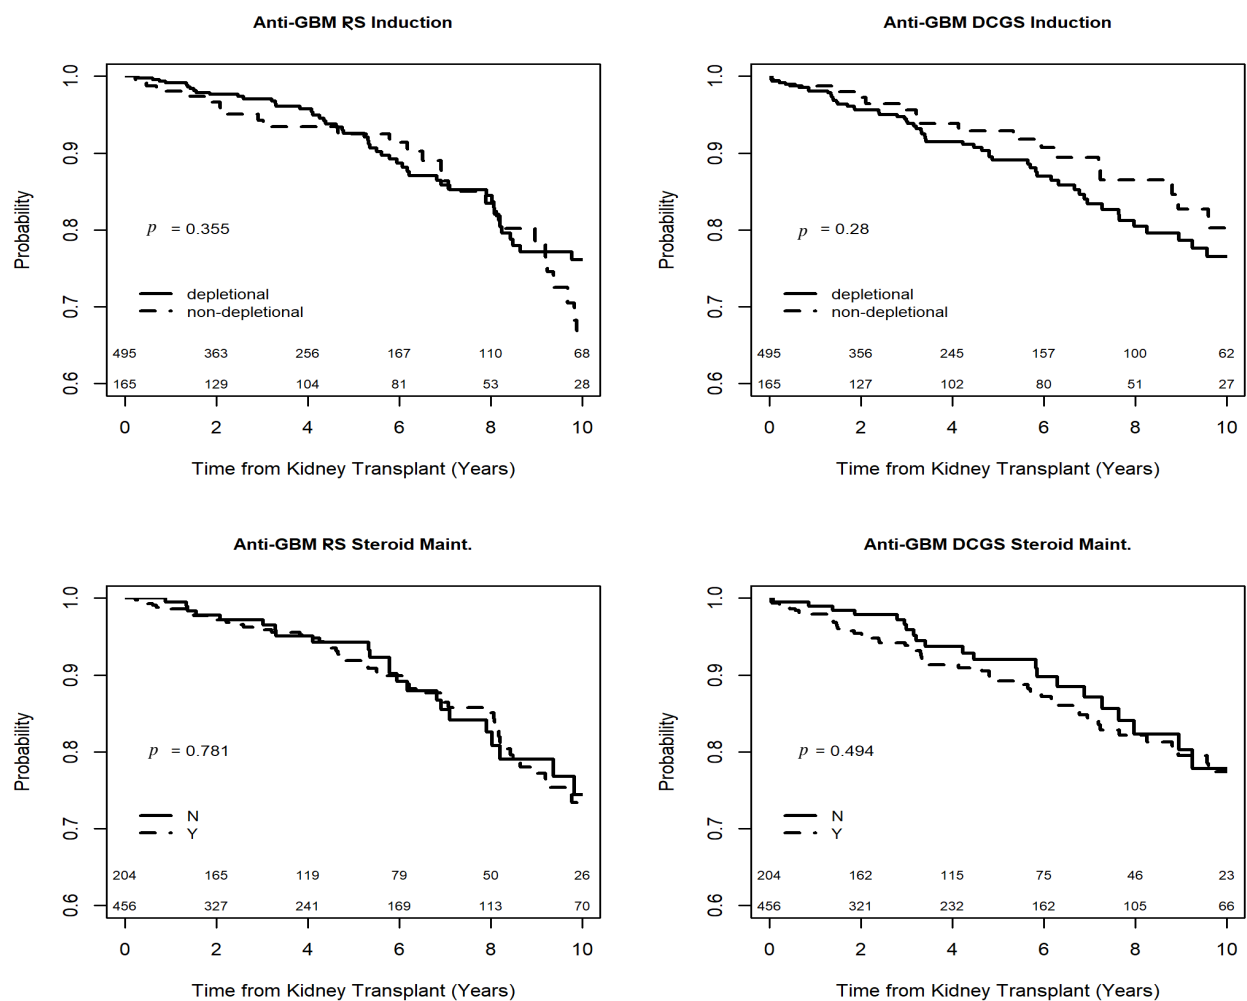 Anti-GBM RS Induction
1.0
0.9
0.8
0.7
0.6
Probability
p = 0.355
depletional
non-depletional
495 363 256 167 110 68
165 129 104 81 53 28
0 2 4 6 8 10
Time from Kidney Transplant (Years)
Anti-GBM DCGS Induction
1.0
0.9
0.8
0.7
0.6
Probability
p = 0.28
depletional
non-depletional
495 356 245 157 100 62
165 127 102 80 51 27
0 2 4 6 8 10
Time from Kidney Transplant (Years)
Anti-GBM RS Steroid Maint.
1.0
0.9
0.8
0.7
0.6
Probability
p = 0.781
N
Y
204 165 119 79 50 26
456 327 241 169 113 70
0 2 4 6 8 10
Time from Kidney Transplant (Years)
Anti-GBM DCGS Steroid Maint.
1.0
0.9
0.8
0.7
0.6
Probability
p = 0.494
N
Y
204 162 115 75 46 23
456 321 232 162 105 66
0 2 4 6 8 10
Time from Kidney Transplant (Years)